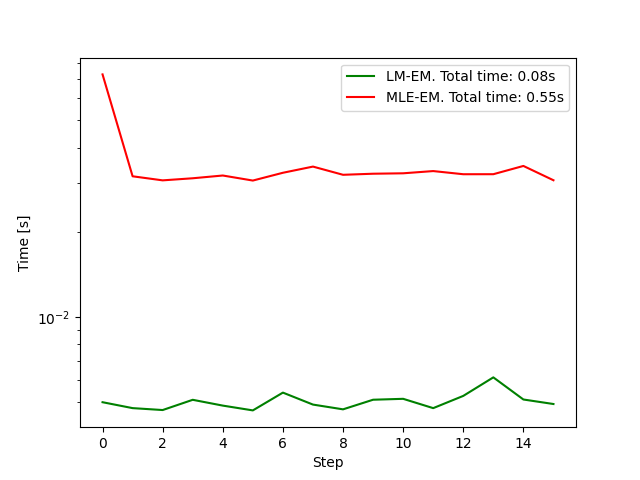 LM-EM. Total time: 0.08s
MLE-EM. Total time: 0.55s
Time [s]
10⁻²
0 2 4 6 8 10 12 14
Step